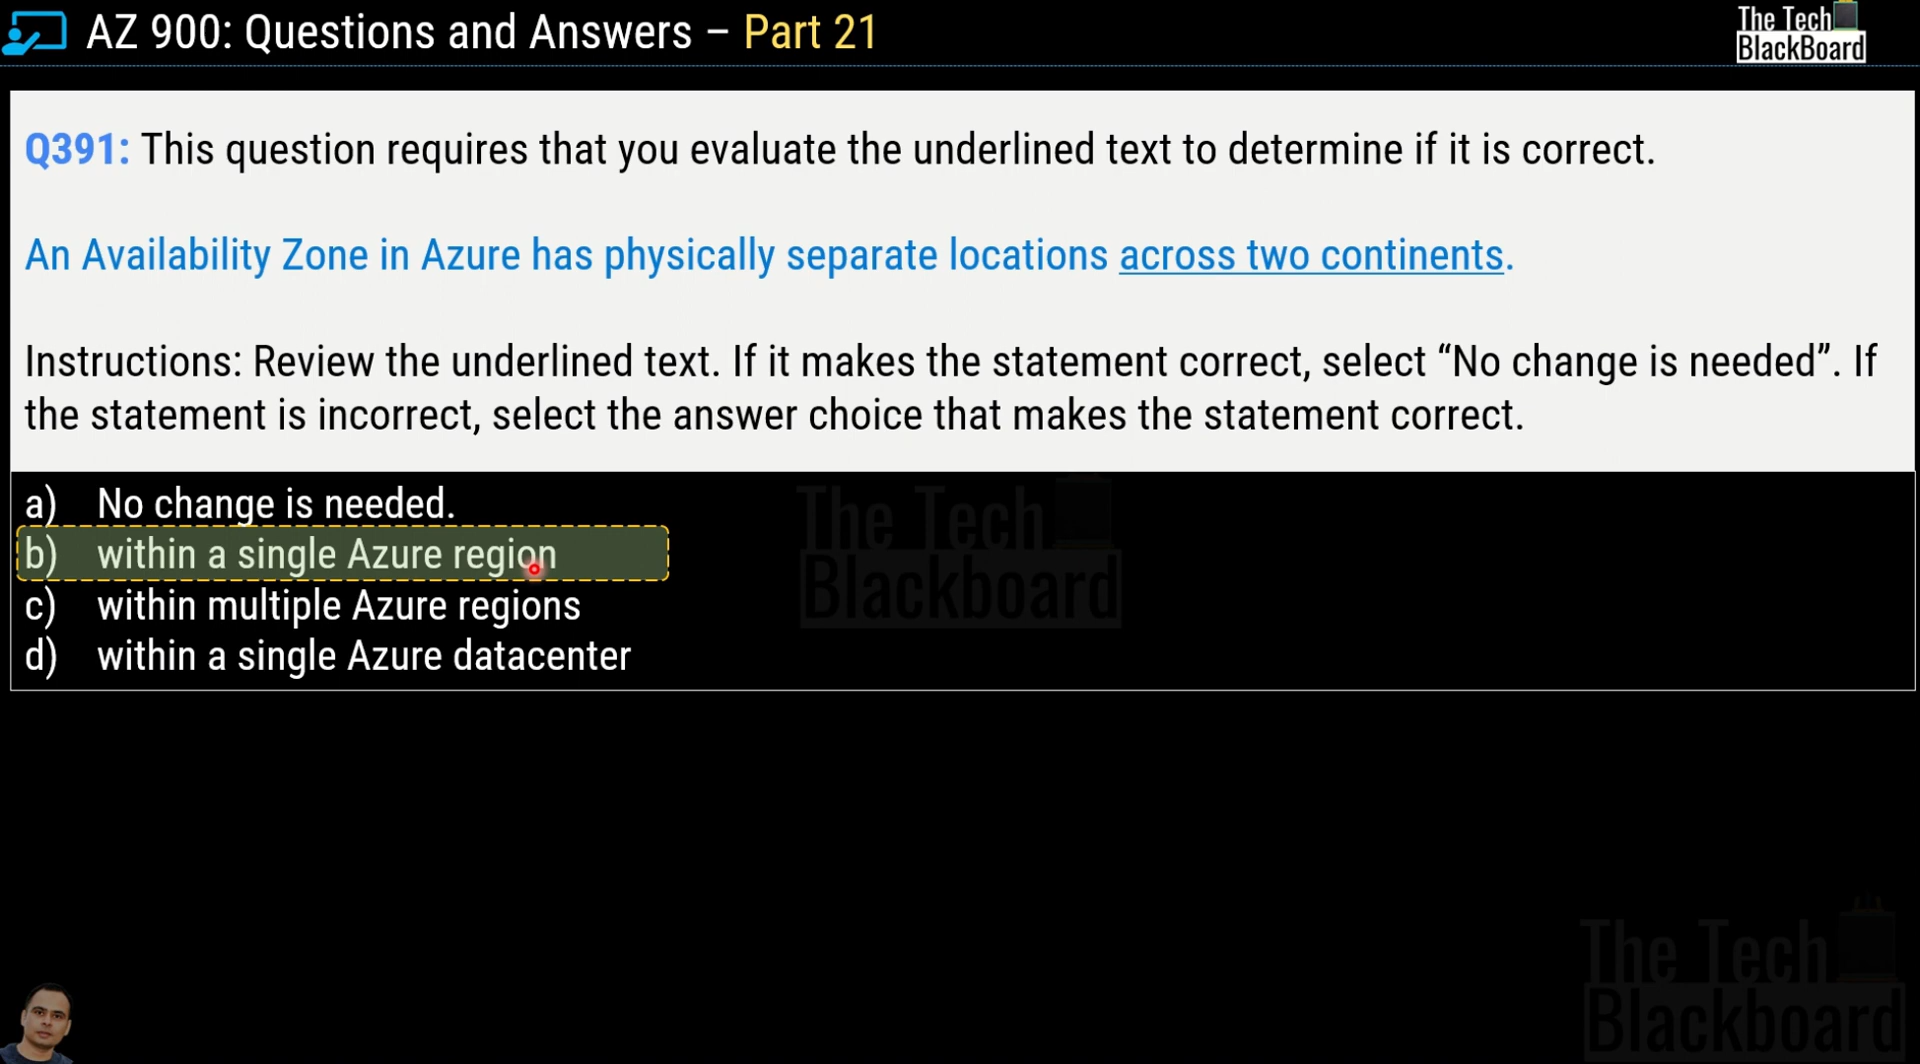 AZ 900: Questions and Answers – Part 21
The Tech
BlackBoard
Q391: This question requires that you evaluate the underlined text to determine if it is correct.
An Availability Zone in Azure has physically separate locations across two continents.
Instructions: Review the underlined text. If it makes the statement correct, select “No change is needed”. If
the statement is incorrect, select the answer choice that makes the statement correct.
a) No change is needed.
b) within a single Azure region
c) within multiple Azure regions
d) within a single Azure datacenter
The Tech
Blackboard
The Tech
Blackboard